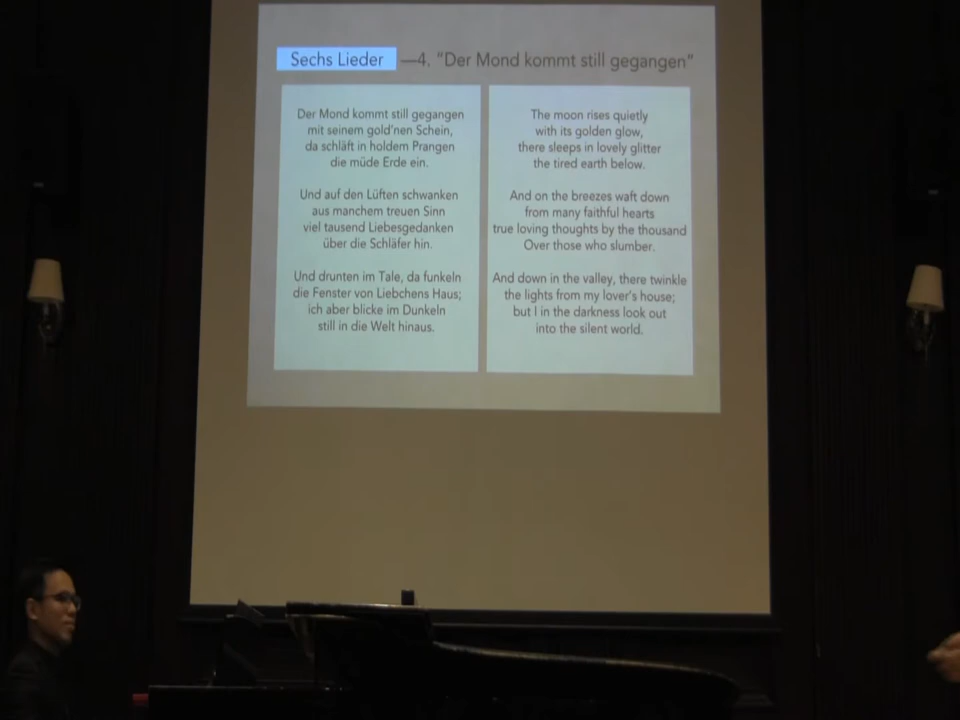 Sechs Lieder —4. "Der Mond kommt still gegangen"
Der Mond kommt still gegangen
mit seinem gold'nen Schein,
da schläft in holdem Prangen
die müde Erde ein.
Und auf den Lüften schwanken
aus manchem treuen Sinn
viel tausend Liebesgedanken
über die Schläfer hin.
Und drunten im Tale, da funkeln
die Fenster von Liebchens Haus;
ich aber blicke im Dunkeln
still in die Welt hinaus.
The moon rises quietly
with its golden glow,
there sleeps in lovely glitter
the tired earth below.
And on the breezes waft down
from many faithful hearts
true loving thoughts by the thousand
Over those who slumber.
And down in the valley, there twinkle
the lights from my lover's house;
but I in the darkness look out
into the silent world.